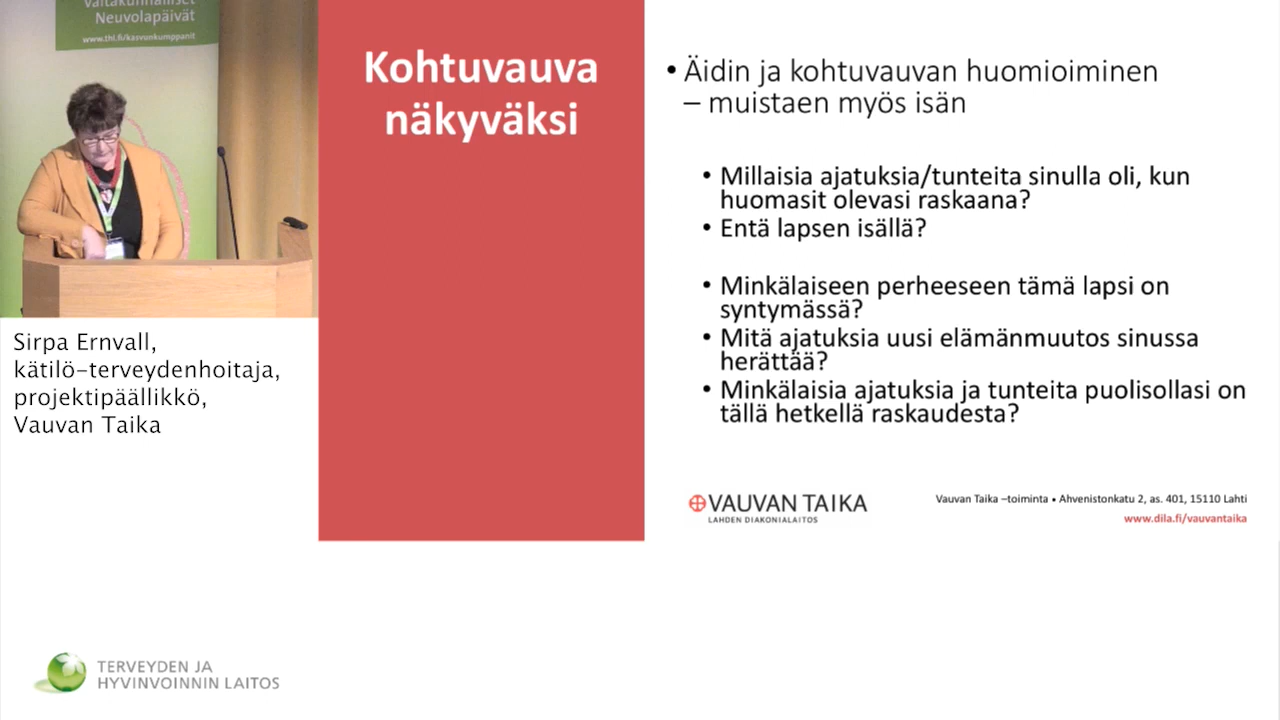 Valtakunnalliset
Neuvolapäivät
www.thl.fi/kasvunkumppanit
Sirpa Ernvall,
kätilö-terveydenhoitaja,
projektipäällikkö,
Vauvan Taika
Kohtuvauva
näkyväksi
• Äidin ja kohtuvauvan huomioiminen
– muistaen myös isän
• Millaisia ajatuksia/tunteita sinulla oli, kun
huomasit olevasi raskaana?
• Entä lapsen isällä?
• Minkälaiseen perheeseen tämä lapsi on
syntymässä?
• Mitä ajatuksia uusi elämänmuutos sinussa
herättää?
• Minkälaisia ajatuksia ja tunteita puolisollasi on
tällä hetkellä raskaudesta?
VAUVAN TAIKA
LAHDEN DIAKONIALAITOS
Vauvan Taika –toiminta • Ahvenistonkatu 2, as. 401, 15110 Lahti
www.dila.fi/vauvantaika
TERVEYDEN JA
HYVINVOINNIN LAITOS